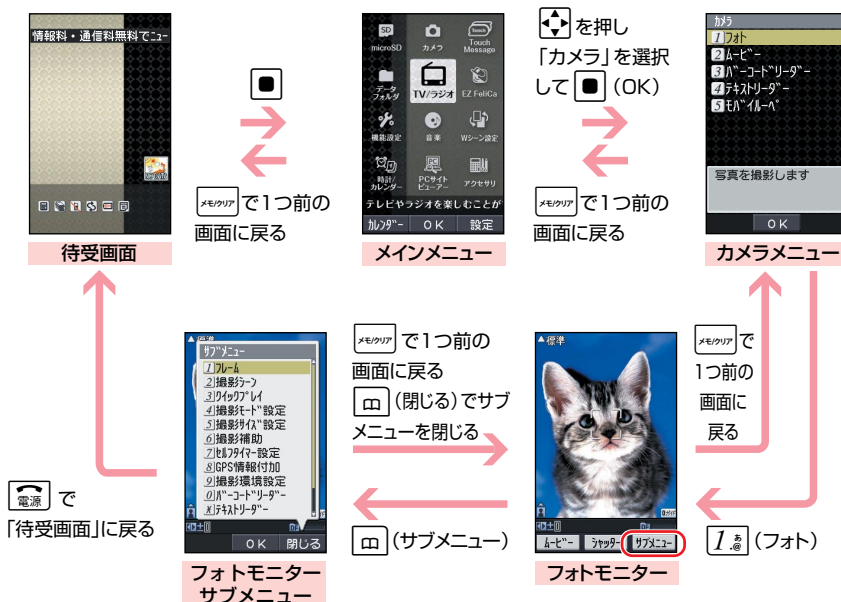 情報料・通信料無料でﾆｭｰ
待受画面
■
メモ/クリア で1つ前の
画面に戻る
SD
microSD
カメラ
Touch
Message
データ
フォルダ
TV/ラジオ
EZ FeliCa
機能設定
音楽
Wシーン設定
時計/
カレンダー
PCサイト
ビューアー
アクセサリ
テレビやラジオを楽しむことが
ｶﾚﾝﾀﾞｰ OK 設定
メインメニュー
を押し
「カメラ」を選択
して ■ (OK)
メモ/クリア で1つ前の
画面に戻る
ｶﾒﾗ
1 ﾌｫﾄ
2 ﾑｰﾋﾞｰ
3 ﾊﾞｰｺｰﾄﾞﾘｰﾀﾞｰ
4 ﾃｷｽﾄﾘｰﾀﾞｰ
5 ﾓﾊﾞｲﾙﾙｰﾍﾟ
写真を撮影します
OK
カメラメニュー
電源 で
「待受画面」に戻る
▲標準
ｻﾌﾞﾒﾆｭｰ
1 ﾌﾚｰﾑ
2 撮影ｼｰﾝ
3 ｸｲｯｸﾌﾟﾚｲ
4 撮影ﾓｰﾄﾞ設定
5 撮影ｻｲｽﾞ設定
6 撮影補助
7 ｾﾙﾌﾀｲﾏｰ設定
8 GPS情報付加
9 撮影環境設定
0 ﾊﾞｰｺｰﾄﾞﾘｰﾀﾞｰ
* ﾃｷｽﾄﾘｰﾀﾞｰ
OK 閉じる
フォトモニター
サブメニュー
メモ/クリア で1つ前の
画面に戻る
(閉じる)でサブ
メニューを閉じる
(サブメニュー)
▲標準
ﾑｰﾋﾞｰ ｼｬｯﾀｰ ｻﾌﾞﾒﾆｭｰ
フォトモニター
メモ/クリア で
1つ前の
画面に
戻る
1.あ@ (フォト)